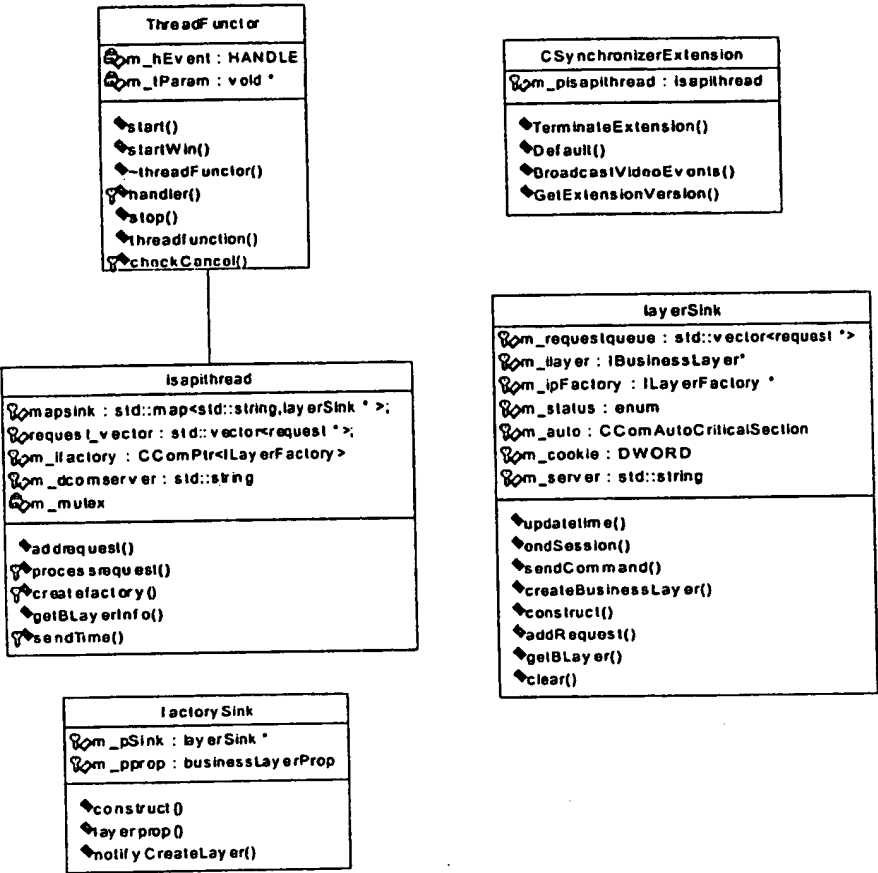 ThreadFunctor
m_hEvent : HANDLE
m_tParam : void *
start()
startWin()
~threadFunctor()
handler()
stop()
threadfunction()
checkCancel()
CSynchronizerExtension
m_pisapithread : isapithread
TerminateExtension()
Default()
BroadcastVideoEvents()
GetExtensionVersion()
isapithread
mapsink : std::map<std::string,layerSink * >;
request_vector : std::vector<request *>;
m_ifactory : CComPtr<ILayerFactory>
m_dcomserver : std::string
m_mutex
addrequest()
processrequest()
createfactory()
getBLayerInfo()
sendTime()
layerSink
m_requestqueue : std::vector<request *>
m_ilayer : IBusinessLayer*
m_ipFactory : ILayerFactory *
m_status : enum
m_auto : CComAutoCriticalSection
m_cookie : DWORD
m_server : std::string
updatetime()
endSession()
sendCommand()
createBusinessLayer()
construct()
addRequest()
getBLayer()
clear()
factorySink
m_pSink : layerSink *
m_pprop : businessLayerProp
construct()
layerprop()
notifyCreateLayer()